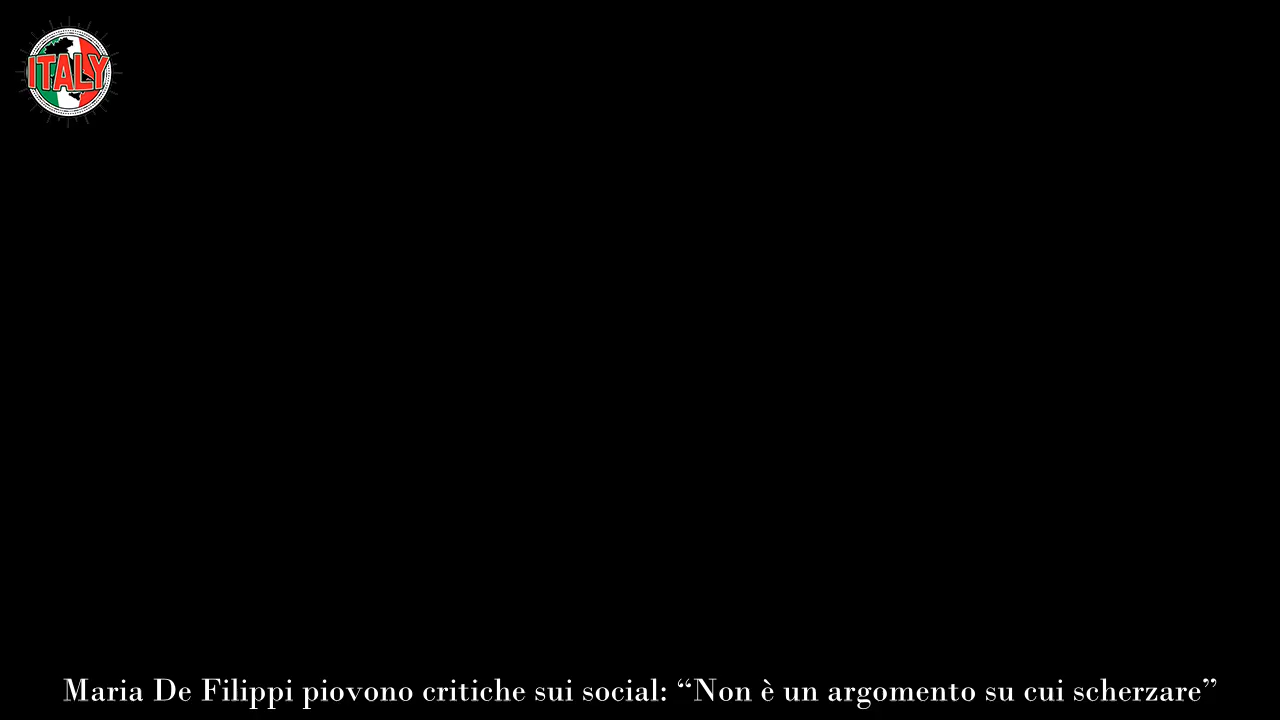 ITALY
Maria De Filippi piovono critiche sui social: “Non è un argomento su cui scherzare”